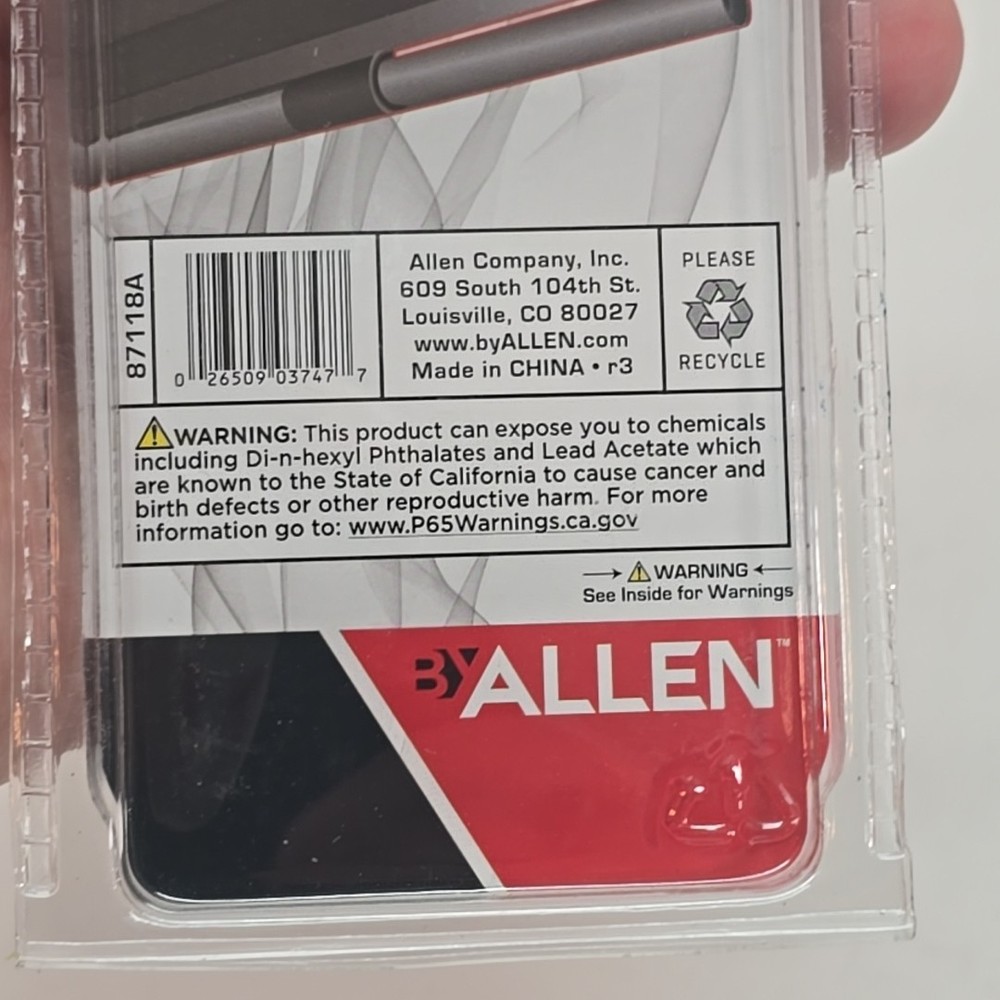 87118A
0 26509 03747 7
Allen Company, Inc.
609 South 104th St.
Louisville, CO 80027
www.byALLEN.com
Made in CHINA • r3
PLEASE
RECYCLE
WARNING: This product can expose you to chemicals
including Di-n-hexyl Phthalates and Lead Acetate which
are known to the State of California to cause cancer and
birth defects or other reproductive harm. For more
information go to: www.P65Warnings.ca.gov
WARNING
See Inside for Warnings
BYALLEN™